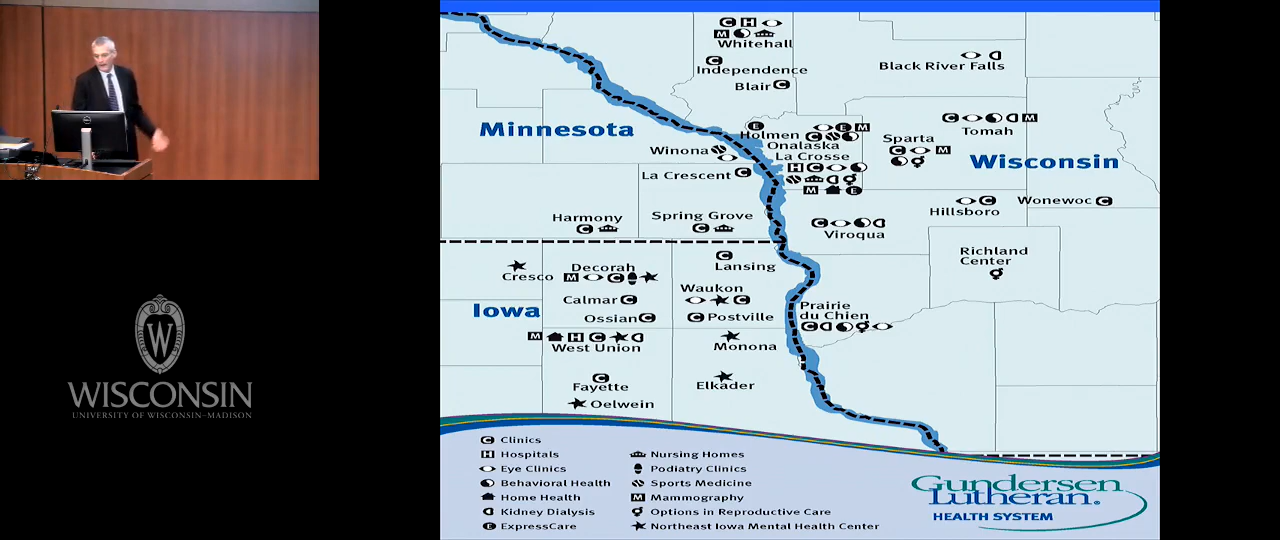 Whitehall
Independence
Blair
Black River Falls
Minnesota
Winona
La Crescent
Holmen
Onalaska
La Crosse
Sparta
Tomah
Wisconsin
Harmony
Spring Grove
Viroqua
Hillsboro
Wonewoc
Richland
Center
Cresco
Decorah
Lansing
Waukon
Calmar
Ossian
Postville
Iowa
Prairie
du Chien
West Union
Monona
Fayette
Elkader
Oelwein
W
WISCONSIN
UNIVERSITY OF WISCONSIN–MADISON
C Clinics
H Hospitals
Eye Clinics
Behavioral Health
Home Health
Kidney Dialysis
E ExpressCare
Nursing Homes
Podiatry Clinics
Sports Medicine
M Mammography
Options in Reproductive Care
Northeast Iowa Mental Health Center
Gundersen
Lutheran®
HEALTH SYSTEM